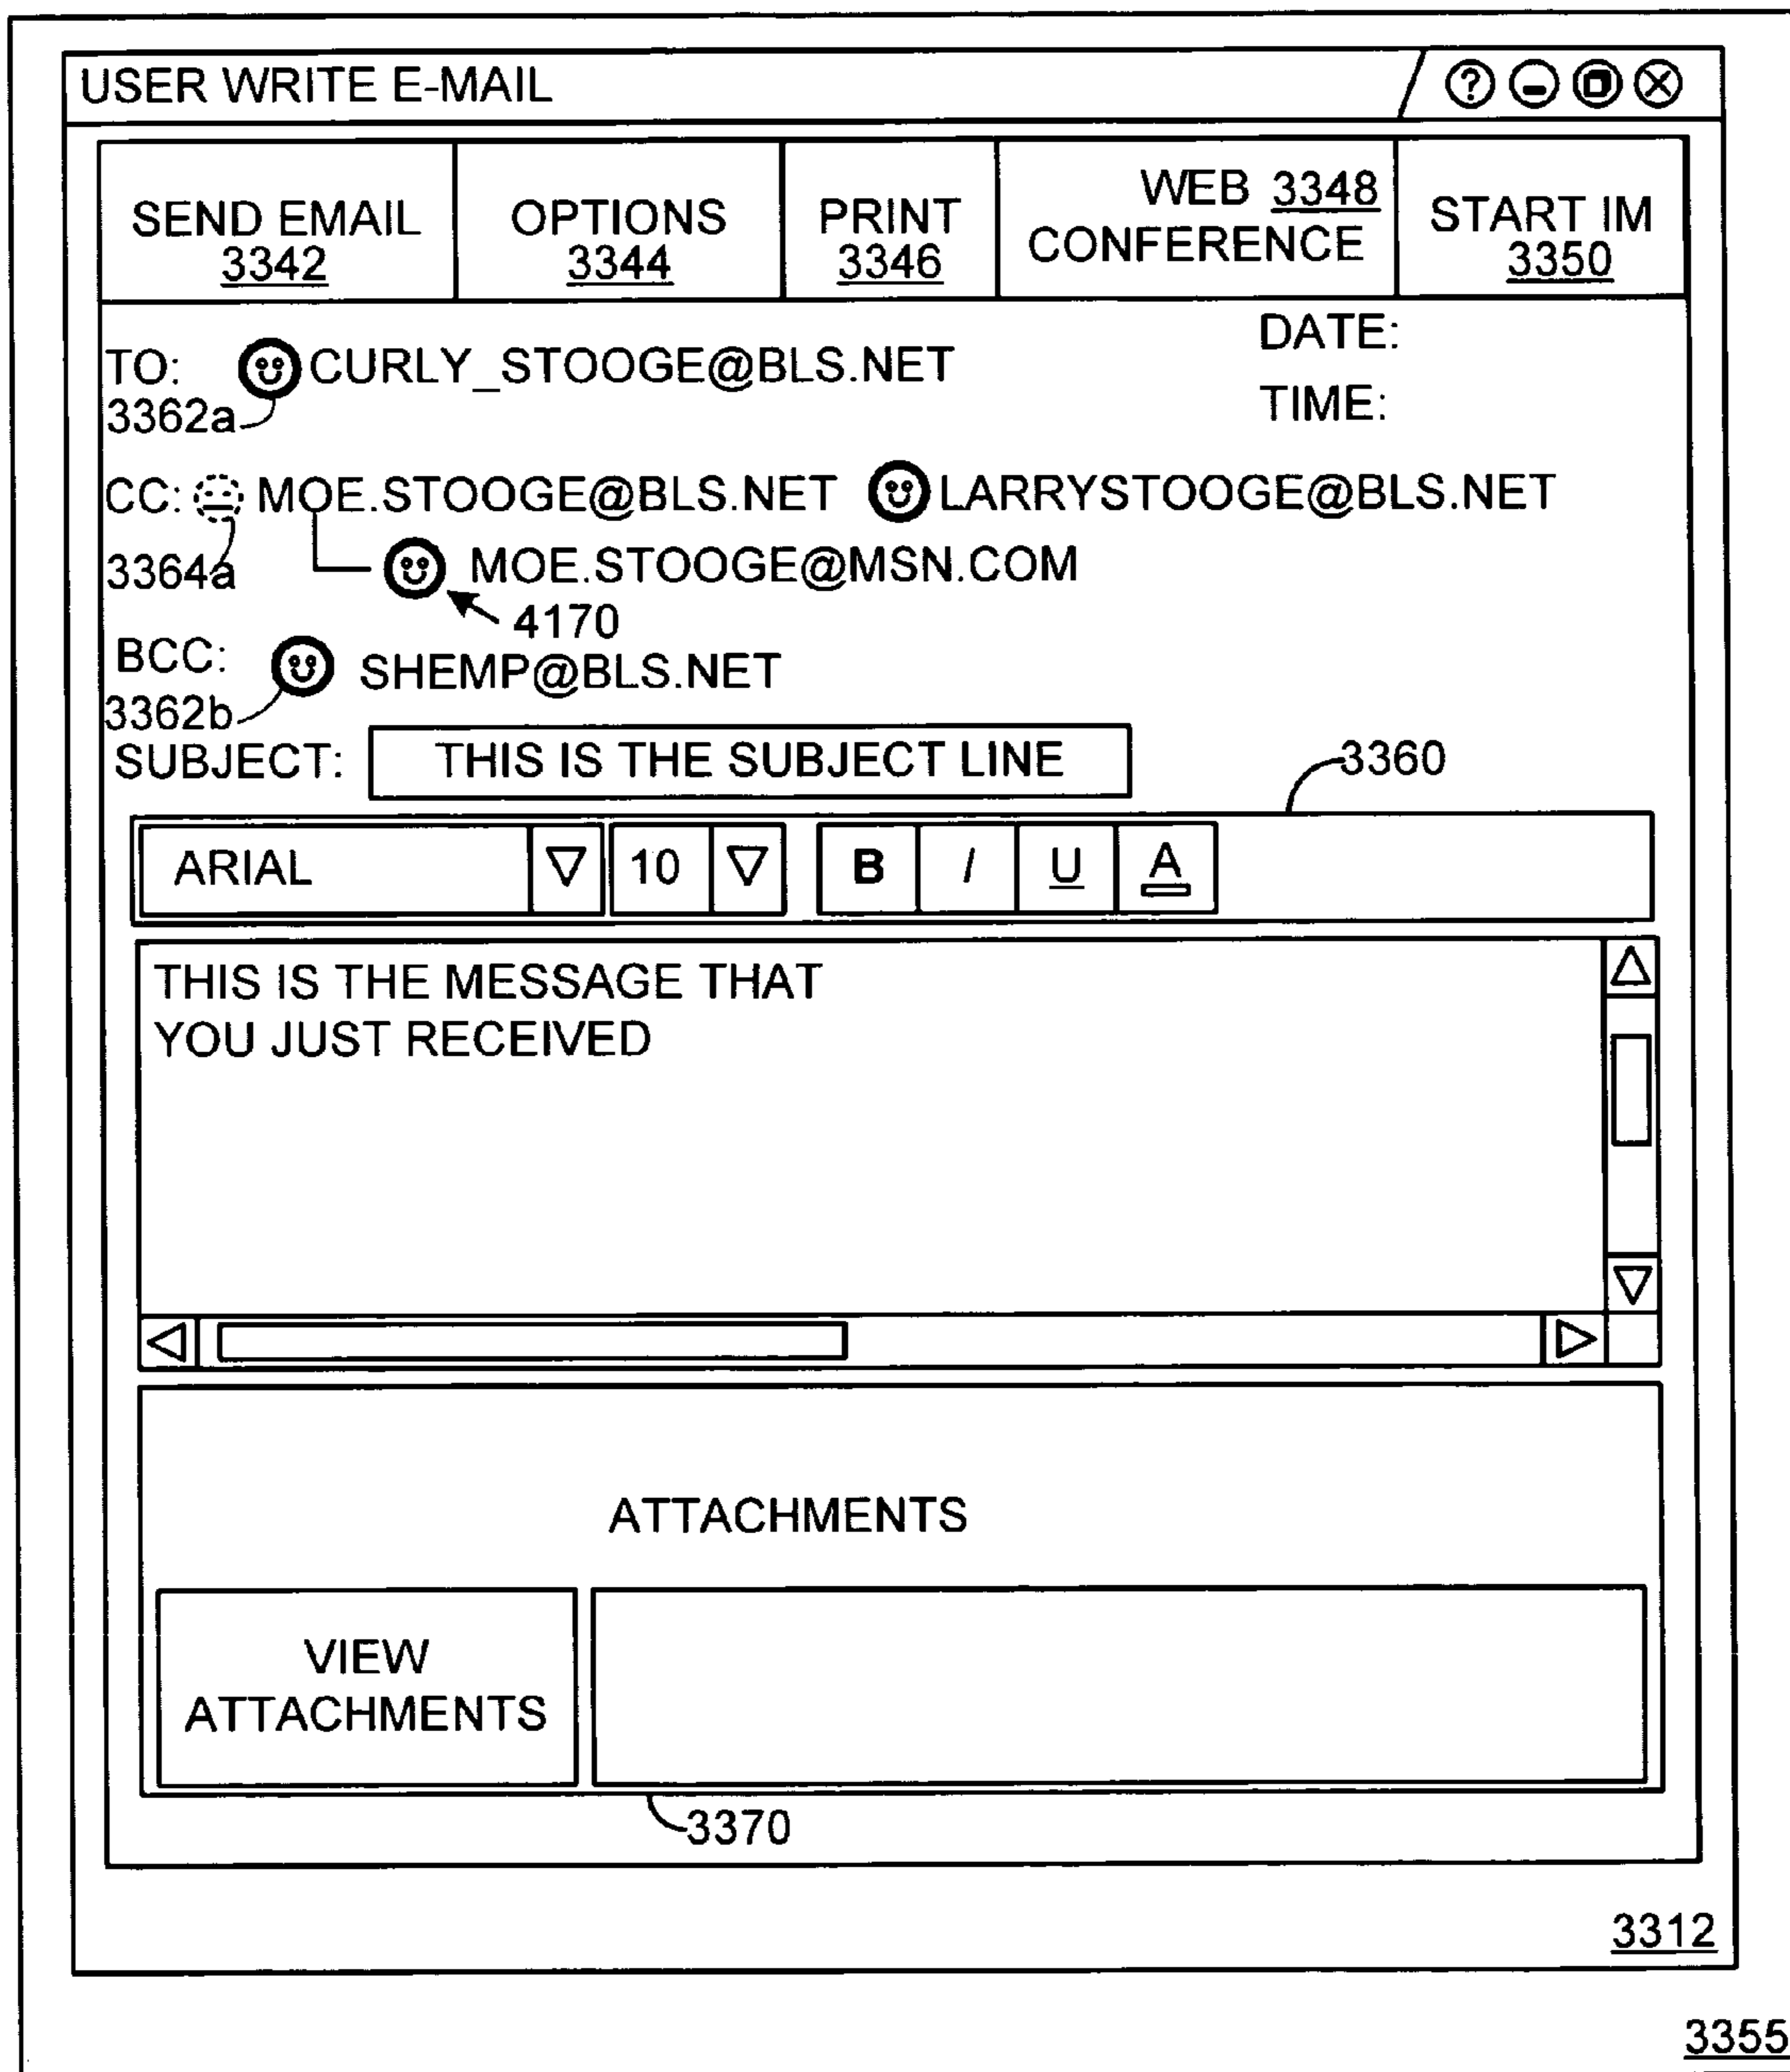 USER WRITE E-MAIL
SEND EMAIL
3342
OPTIONS
3344
PRINT
3346
WEB 3348
CONFERENCE
START IM
3350
DATE:
TO: CURLY_STOOGE@BLS.NET
TIME:
3362a
CC: MOE.STOOGE@BLS.NET LARRYSTOOGE@BLS.NET
3364a MOE.STOOGE@MSN.COM
4170
BCC: SHEMP@BLS.NET
3362b
SUBJECT: THIS IS THE SUBJECT LINE
3360
ARIAL 10 B I U A
THIS IS THE MESSAGE THAT
YOU JUST RECEIVED
ATTACHMENTS
VIEW
ATTACHMENTS
3370
3312
3355